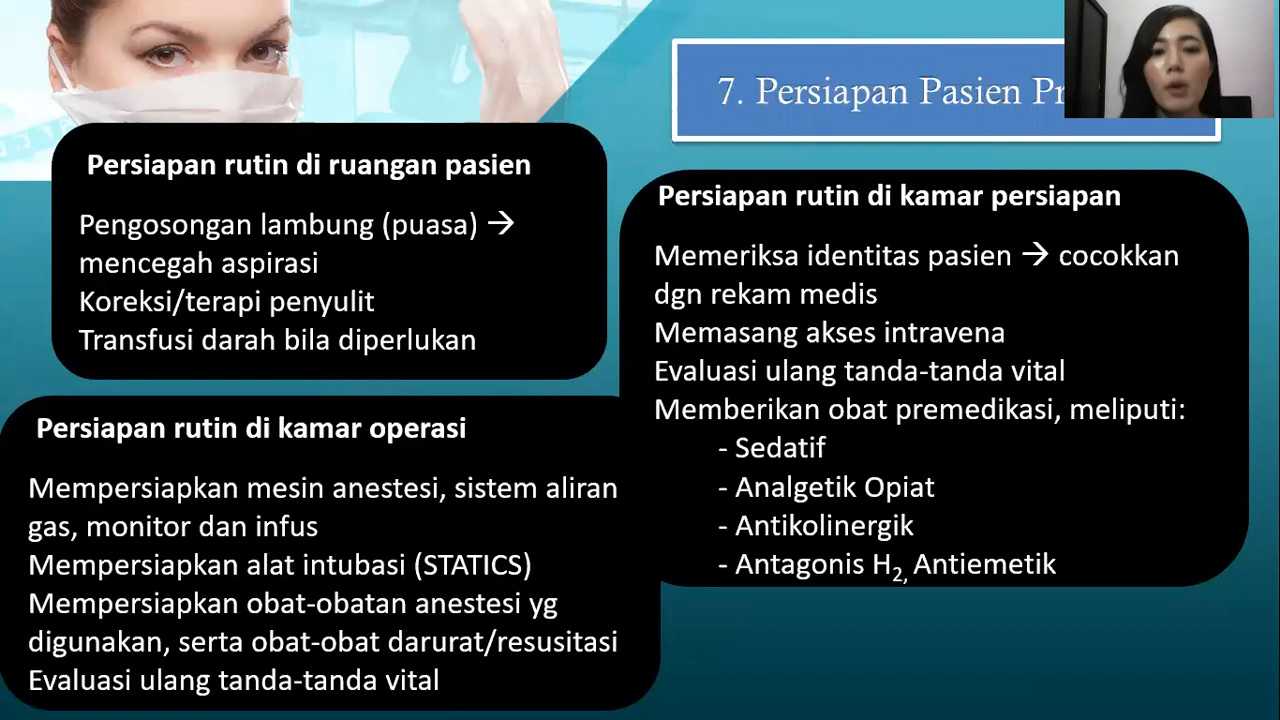 7. Persiapan Pasien
Persiapan rutin di ruangan pasien
Pengosongan lambung (puasa) →
mencegah aspirasi
Koreksi/terapi penyulit
Transfusi darah bila diperlukan
Persiapan rutin di kamar persiapan
Memeriksa identitas pasien → cocokkan
dgn rekam medis
Memasang akses intravena
Evaluasi ulang tanda-tanda vital
Memberikan obat premedikasi, meliputi:
- Sedatif
- Analgetik Opiat
- Antikolinergik
- Antagonis H2, Antiemetik
Persiapan rutin di kamar operasi
Mempersiapkan mesin anestesi, sistem aliran
gas, monitor dan infus
Mempersiapkan alat intubasi (STATICS)
Mempersiapkan obat-obatan anestesi yg
digunakan, serta obat-obat darurat/resusitasi
Evaluasi ulang tanda-tanda vital